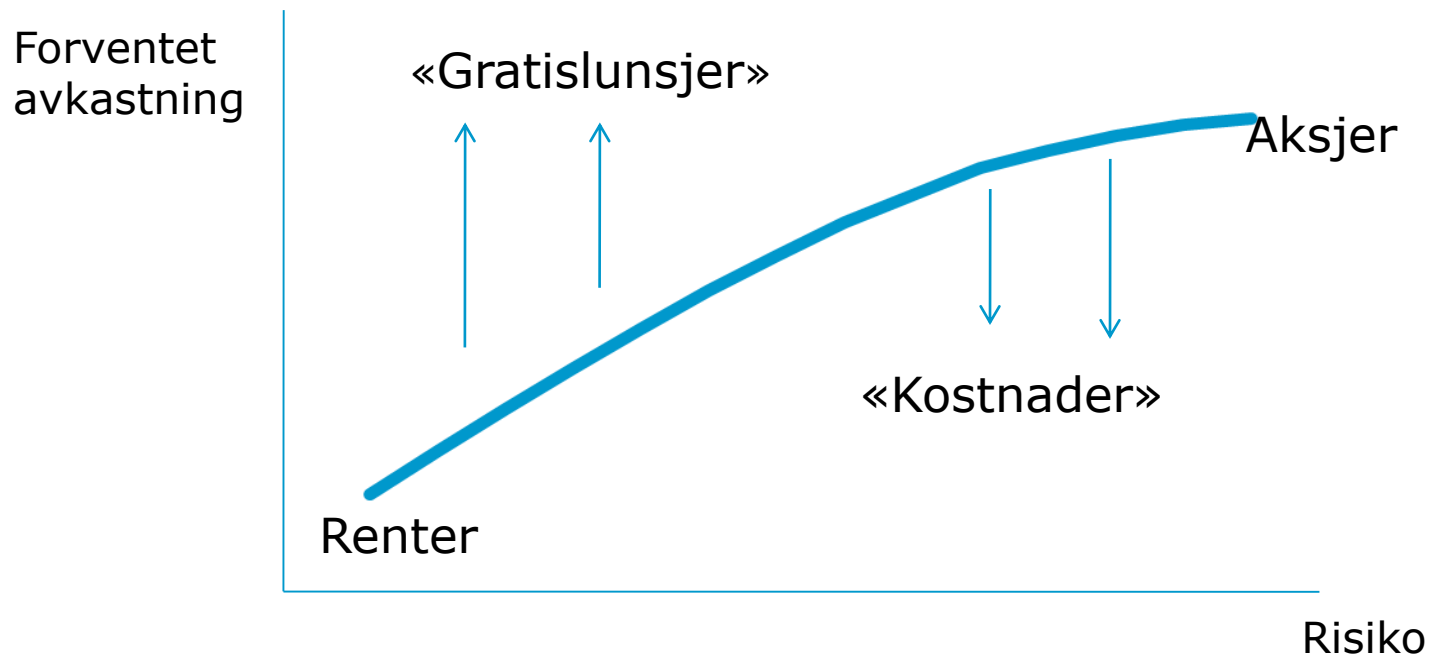 Forventet
avkastning
«Gratislunsjer»
Aksjer
«Kostnader»
Renter
Risiko